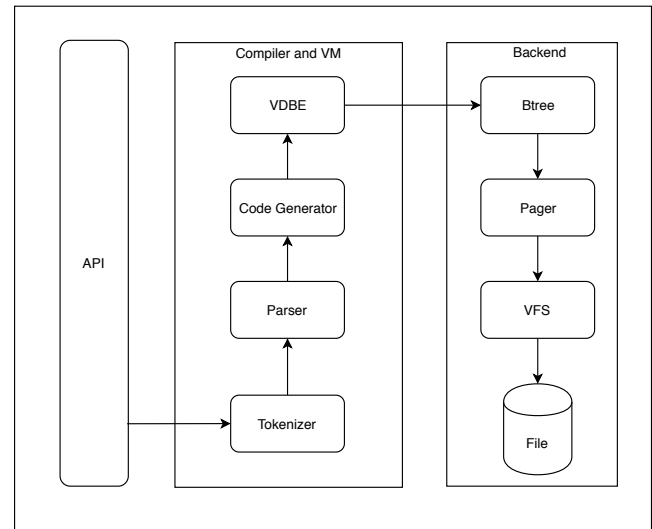 Compiler and VM
Backend
VDBE
Btree
Code Generator
Pager
API
Parser
VFS
Tokenizer
File